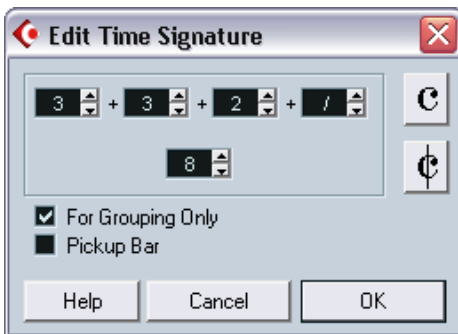 Edit Time Signature
3 + 3 + 2 + /
8
For Grouping Only
Pickup Bar
Help Cancel OK